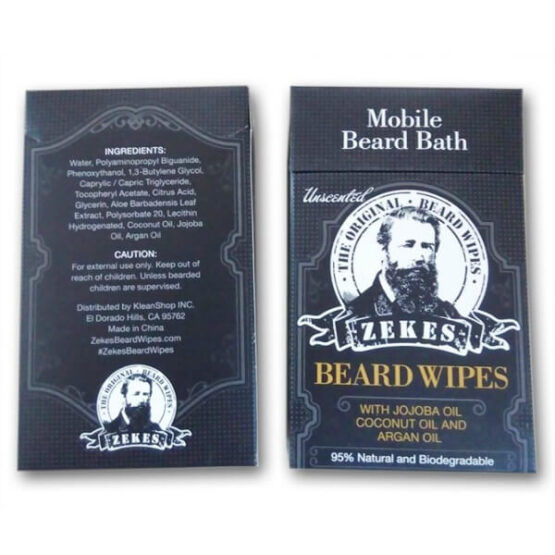 INGREDIENTS:
Water, Polyaminopropyl Biguanide,
Phenoxythanol, 1,3-Butylene Glycol,
Caprylic / Capric Triglyceride,
Tocopheryl Acetate, Citrus Acid,
Glycerin, Aloe Barbadensis Leaf
Extract, Polysorbate 20, Lecithin
Hydrogenated, Coconut Oil, Jojoba
Oil, Argan Oil
CAUTION:
For external use only. Keep out of
reach of children. Unless bearded
children are supervised.
Distributed by KleanShop INC.
El Dorado Hills, CA 95762
Made in China
ZekesBeardWipes.com
#ZekesBeardWipes
THE ORIGINAL · BEARD WIPES
ZEKES
Mobile
Beard Bath
Unscented
· THE ORIGINAL · BEARD WIPES ·
ZEKES
BEARD WIPES
WITH JOJOBA OIL
COCONUT OIL AND
ARGAN OIL
95% Natural and Biodegradable